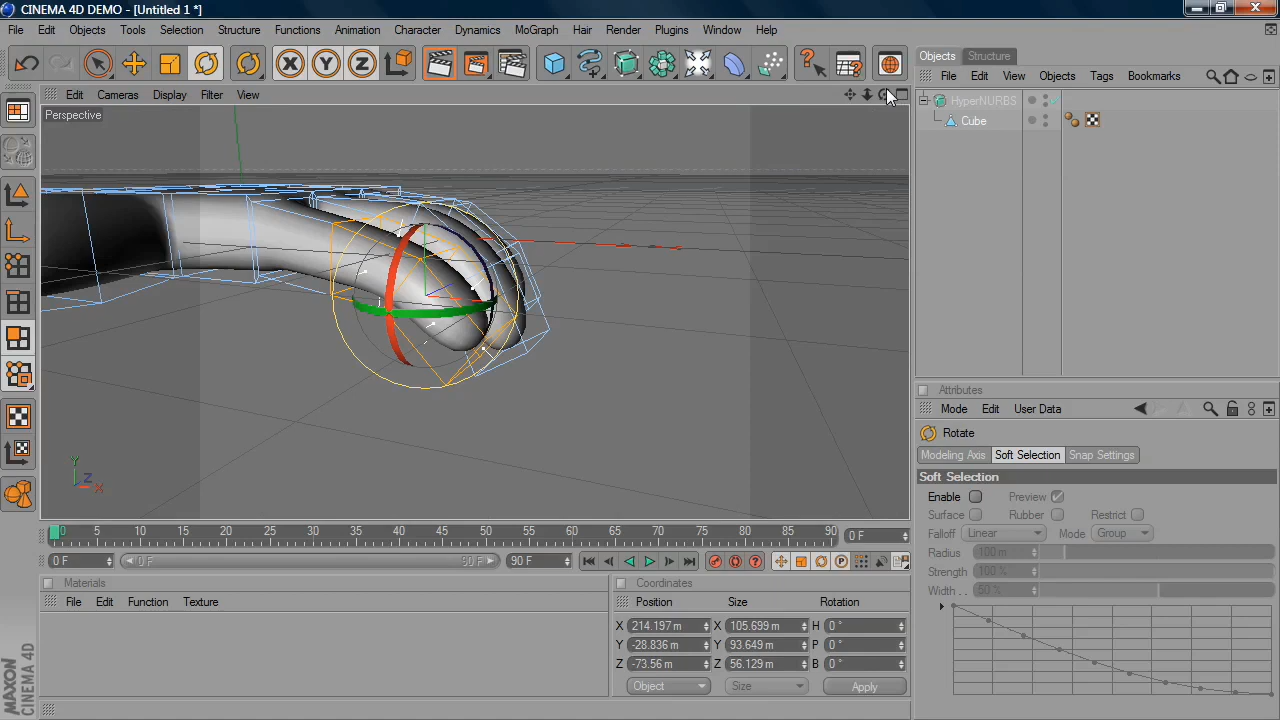 CINEMA 4D DEMO - [Untitled 1 *]
File Edit Objects Tools Selection Structure Functions Animation Character Dynamics MoGraph Hair Render Plugins Window Help
Objects Structure
File Edit View Objects Tags Bookmarks
Edit Cameras Display Filter View
Perspective
HyperNURBS
Cube
Y
Z
X
Attributes
Mode Edit User Data
Rotate
Modeling Axis Soft Selection Snap Settings
Soft Selection
Enable Preview
Surface Rubber Restrict
Falloff Linear Mode Group
Radius 100 m
Strength 100 %
Width . . 50 %
0 5 10 15 20 25 30 35 40 45 50 55 60 65 70 75 80 85 90 0 F
0 F 0 F 90 F 90 F
Materials
File Edit Function Texture
Coordinates
Position Size Rotation
X 214.197 m X 105.699 m H 0 °
Y -28.836 m Y 93.649 m P 0 °
Z -73.56 m Z 56.129 m B 0 °
Object Size Apply
MAXON
CINEMA 4D